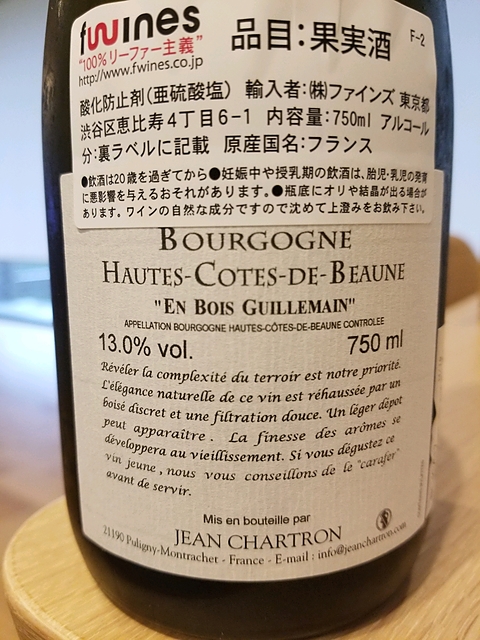 fwines
"100%リーファー主義"
http://www.fwines.co.jp
品目：果実酒
F-2
酸化防止剤(亜硫酸塩) 輸入者：㈱ファインズ 東京都
渋谷区恵比寿4丁目6-1 内容量：750ml アルコール
分：裏ラベルに記載 原産国名：フランス
●飲酒は20歳を過ぎてから●妊娠中や授乳期の飲酒は、胎児・乳児の発育
に悪影響を与えるおそれがあります。●瓶底にオリや結晶が出る場合が
あります。ワインの自然な成分ですので沈めて上澄みをお飲み下さい。
BOURGOGNE
HAUTES-COTES-DE-BEAUNE
"EN BOIS GUILLEMAIN"
APPELLATION BOURGOGNE HAUTES-CÔTES-DE-BEAUNE CONTROLEE
13.0% vol. 750 ml
Révéler la complexité du terroir est notre priorité.
L'élégance naturelle de ce vin est réhaussée par un
boisé discret et une filtration douce. Un léger dépot
peut apparaître. La finesse des arômes se
développera au vieillissement. Si vous dégustez ce
vin jeune, nous vous conseillons de le "carafer"
avant de servir.
Mis en bouteille par
JEAN CHARTRON
21190 Puligny-Montrachet - France - E-mail : info@jeanchartron.com